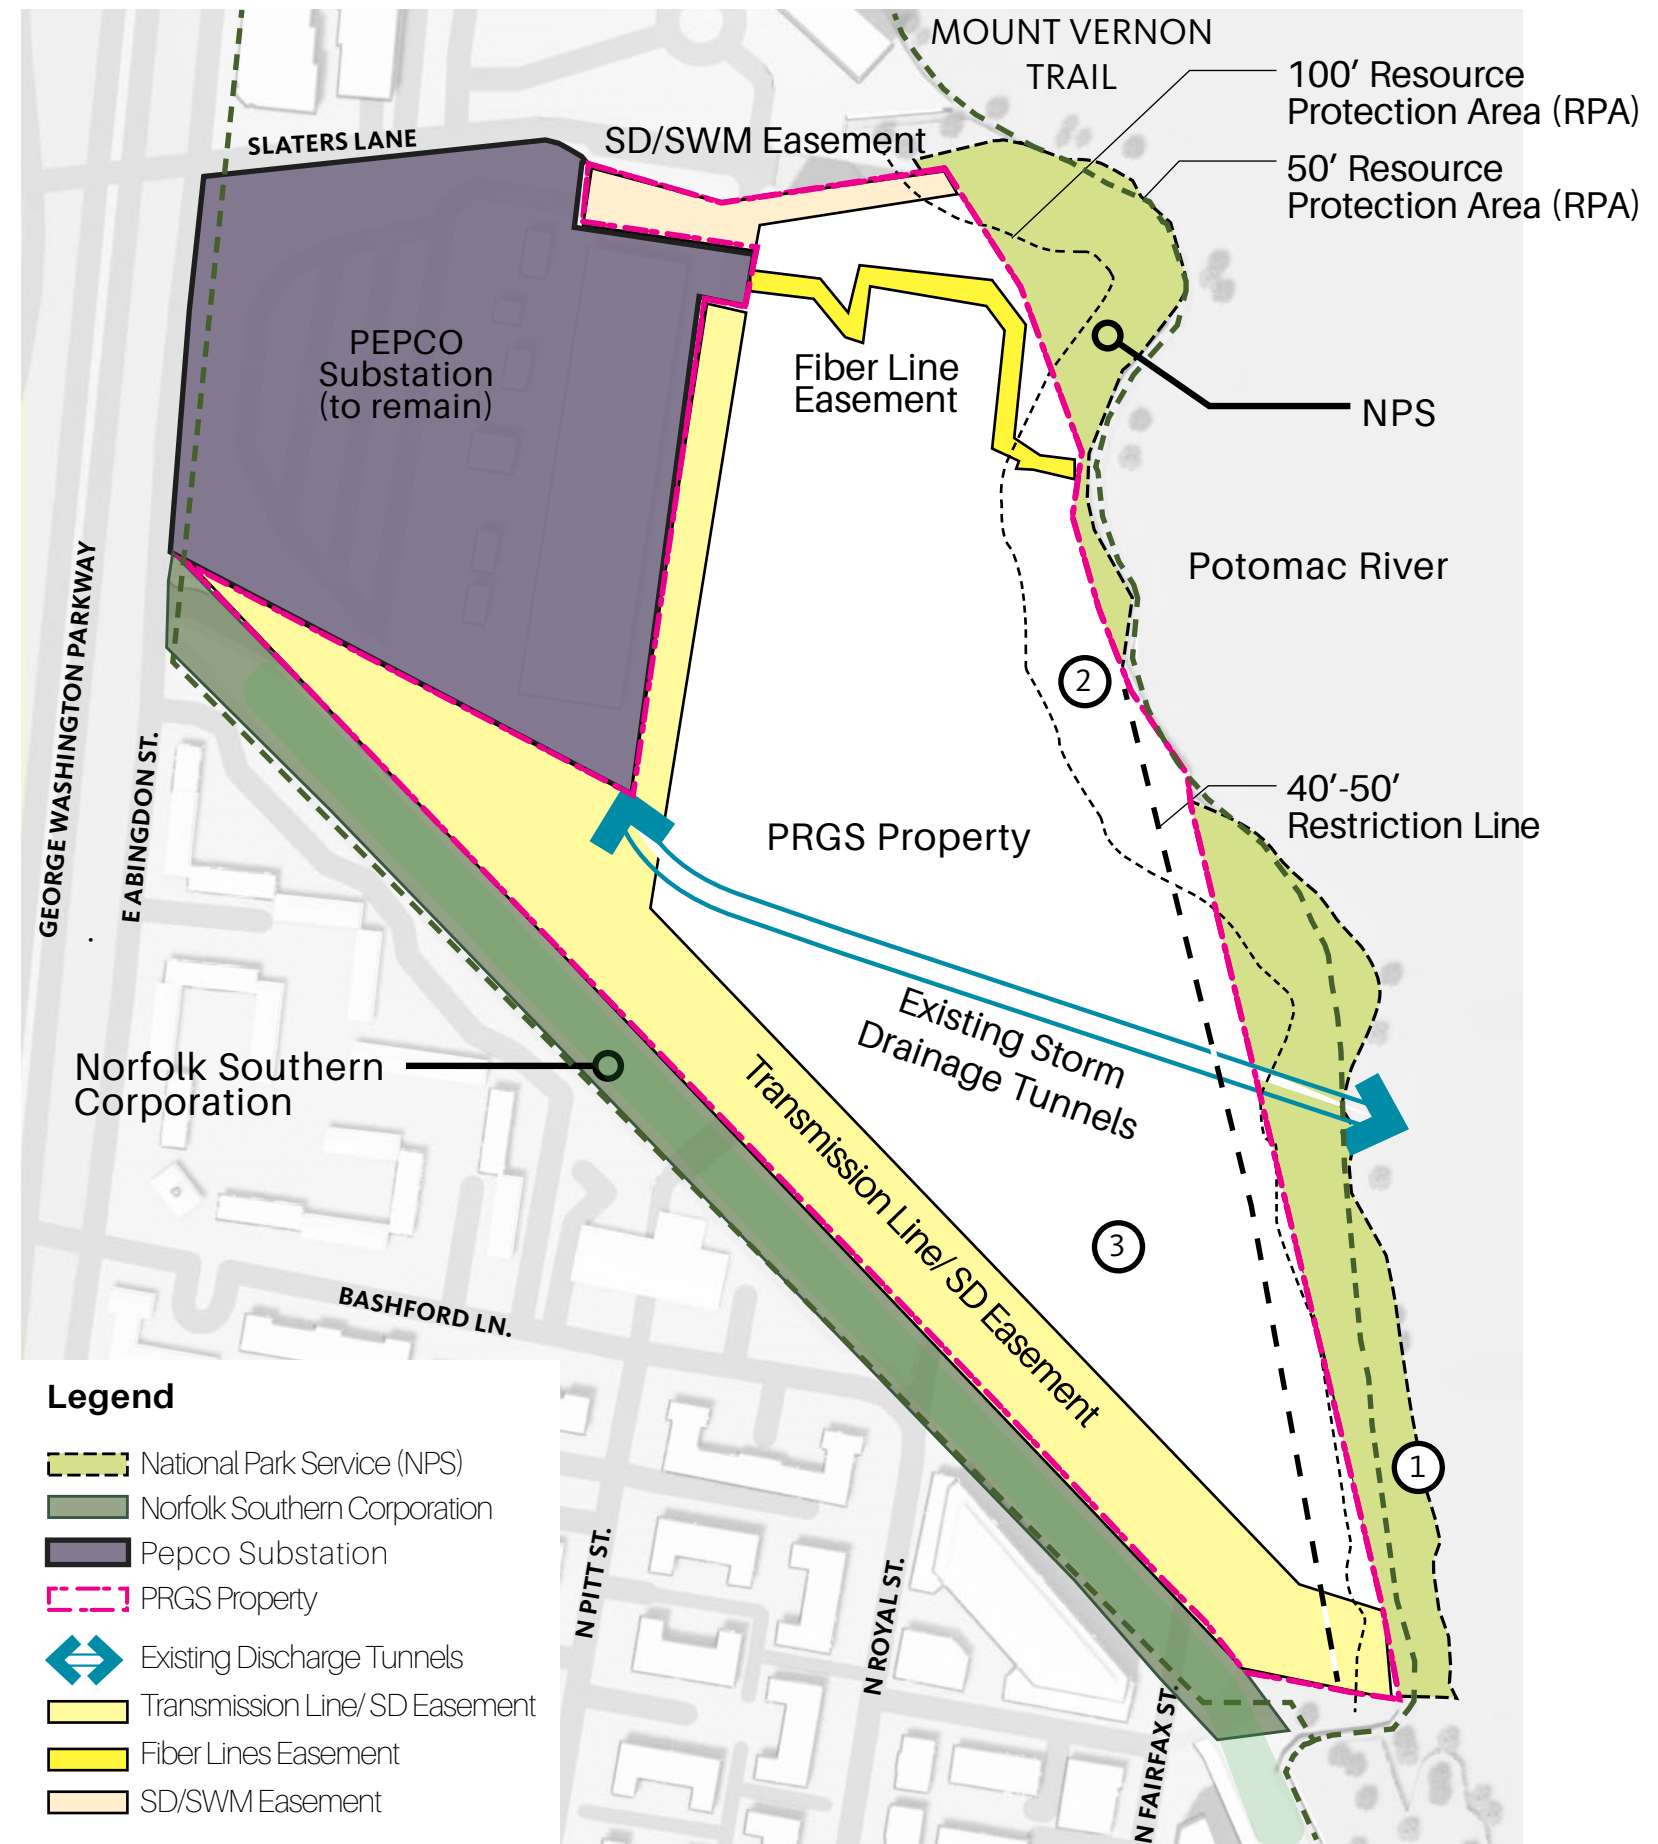 MOUNT VERNON
TRAIL
100’ Resource
Protection Area (RPA)
SLATERS LANE
SD/SWM Easement
50’ Resource
Protection Area (RPA)
PEPCO
Substation
(to remain)
Fiber Line
Easement
NPS
Potomac River
GEORGE WASHINGTON PARKWAY
E ABINGDON ST.
2
40’-50’
Restriction Line
PRGS Property
Existing Storm
Drainage Tunnels
Norfolk Southern
Corporation
Transmission Line/ SD Easement
3
BASHFORD LN.
1
N PITT ST.
N ROYAL ST.
N FAIRFAX ST.
Legend
National Park Service (NPS)
Norfolk Southern Corporation
Pepco Substation
PRGS Property
Existing Discharge Tunnels
Transmission Line/ SD Easement
Fiber Lines Easement
SD/SWM Easement